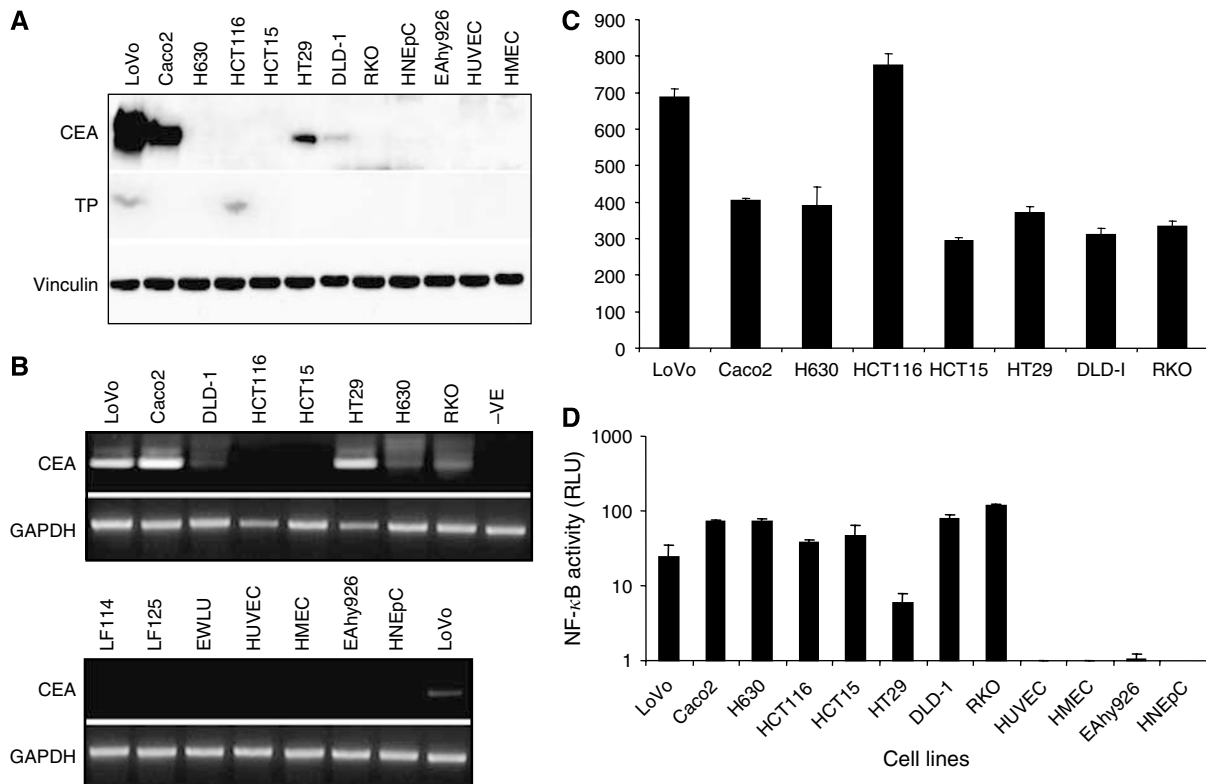 A
LoVo
Caco2
H630
HCT116
HCT15
HT29
DLD-1
RKO
HNEpC
EAhy926
HUVEC
HMEC
CEA
TP
Vinculin
B
LoVo
Caco2
DLD-1
HCT116
HCT15
HT29
H630
RKO
–VE
CEA
GAPDH
LF114
LF125
EWLU
HUVEC
HMEC
EAhy926
HNEpC
LoVo
CEA
GAPDH
C
900
800
700
600
500
400
300
200
100
0
LoVo Caco2 H630 HCT116 HCT15 HT29 DLD-I RKO
D
NF-κB activity (RLU)
1000
100
10
1
LoVo
Caco2
H630
HCT116
HCT15
HT29
DLD-1
RKO
HUVEC
HMEC
EAhy926
HNEpC
Cell lines